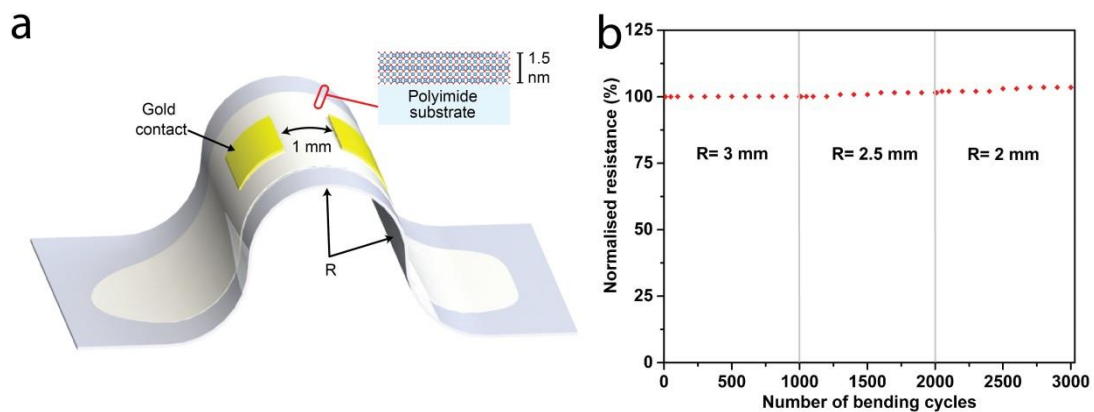 a
1.5
nm
Polyimide
substrate
Gold
contact
1 mm
R
b
Normalised resistance (%)
125
100
75
50
25
0
R= 3 mm
R= 2.5 mm
R= 2 mm
0
500
1000
1500
2000
2500
3000
Number of bending cycles